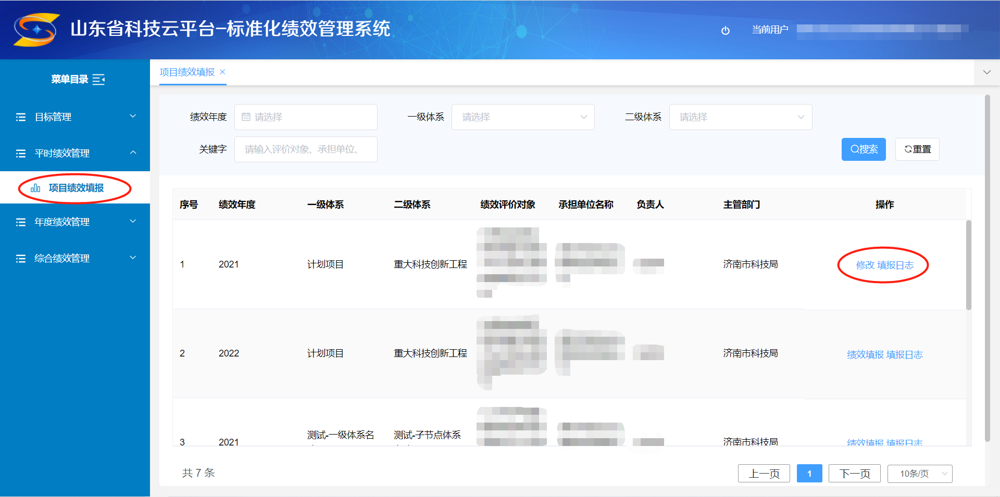 山东省科技云平台-标准化绩效管理系统
当前用户
菜单目录
项目绩效填报
目标管理
平时绩效管理
项目绩效填报
年度绩效管理
综合绩效管理
绩效年度 请选择 一级体系 请选择 二级体系 请选择
关键字 请输入评价对象、承担单位、 搜索 重置
序号 绩效年度 一级体系 二级体系 绩效评价对象 承担单位名称 负责人 主管部门 操作
1 2021 计划项目 重大科技创新工程 济南市科技局 修改 填报日志
2 2022 计划项目 重大科技创新工程 济南市科技局 绩效填报 填报日志
测试-一级体系名 测试-子节点体系
3 2021 济南市科技局 绩效填报 填报日志
共 7 条 上一页 1 下一页 10条/页